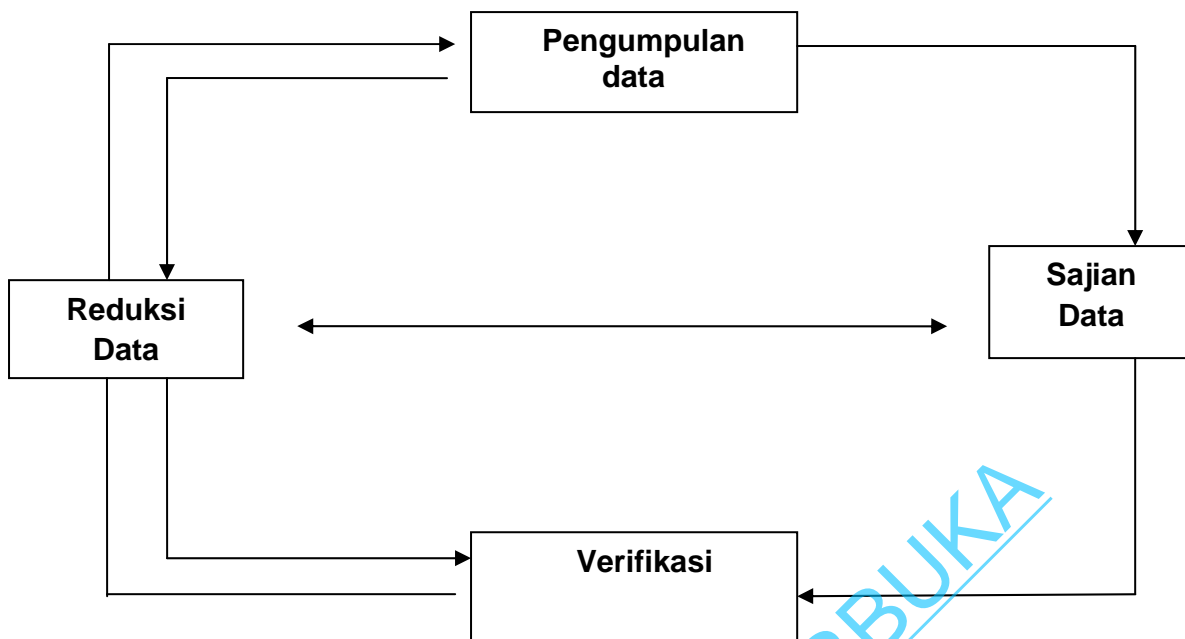 Pengumpulan
data
Sajian
Data
Reduksi
Data
Verifikasi